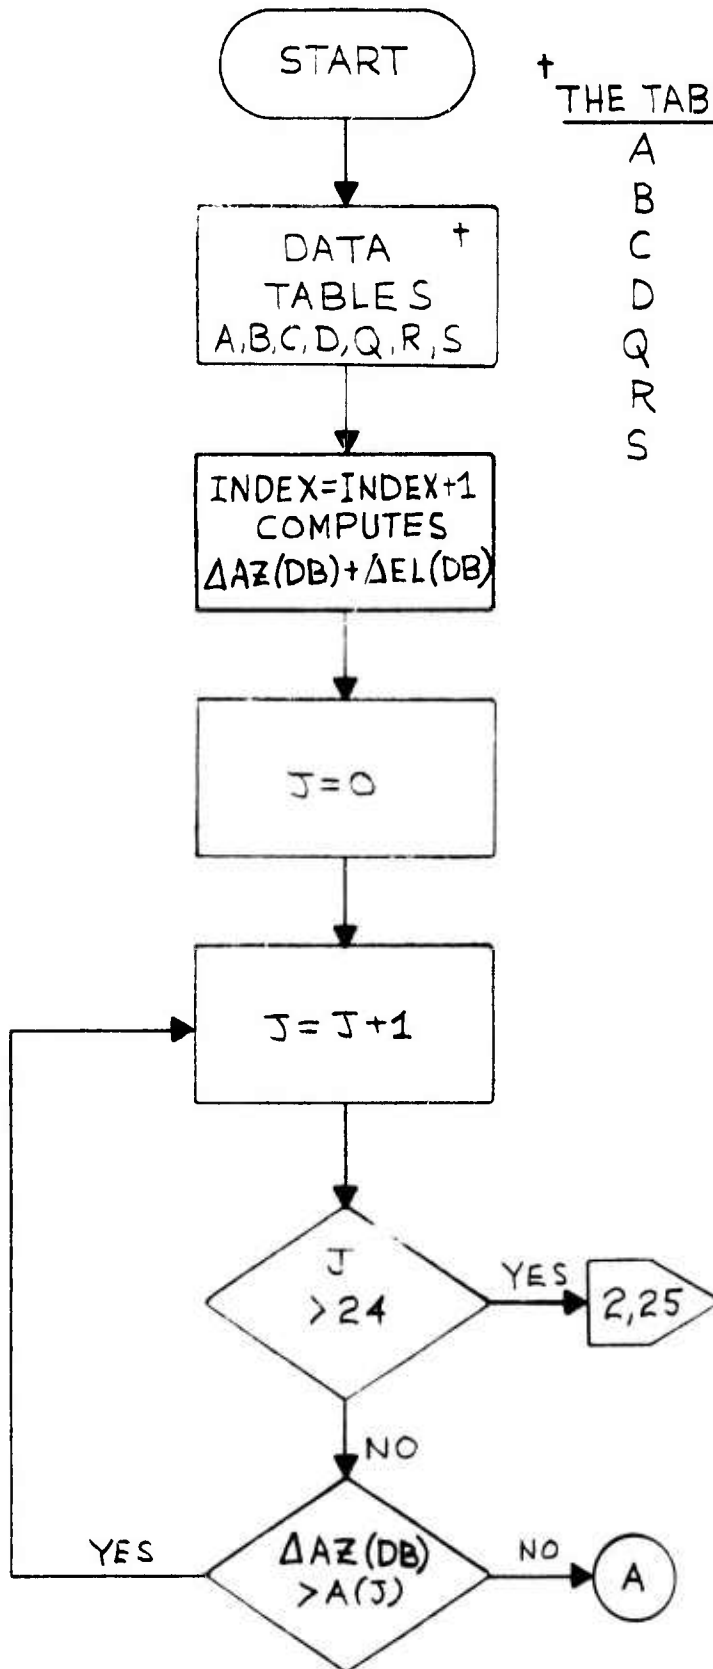 START
†
THE TAB
A
B
C
D
Q
R
S
DATA †
TABLES
A,B,C,D,Q,R,S
INDEX=INDEX+1
COMPUTES
ΔAZ(DB)+ΔEL(DB)
J=0
J=J+1
J
>24
YES
2,25
NO
ΔAZ(DB)
>A(J)
YES
NO
A